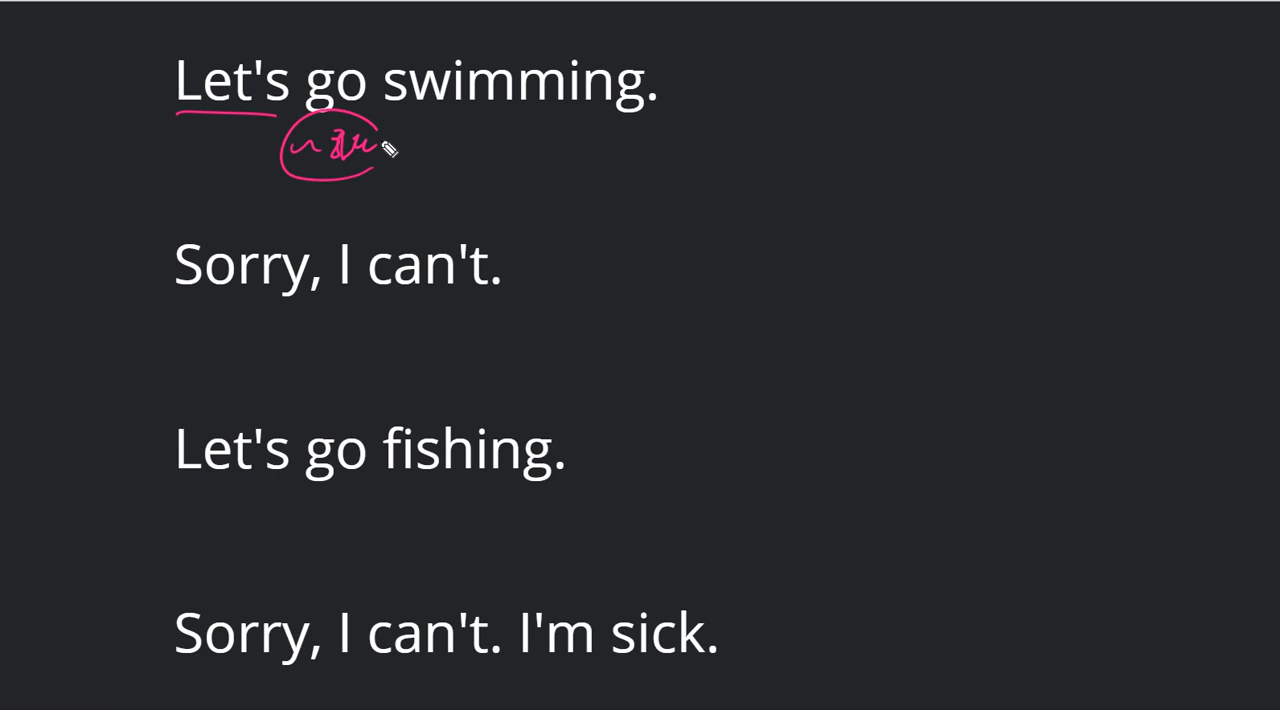 Let's go swimming.
Sorry, I can't.
Let's go fishing.
Sorry, I can't. I'm sick.